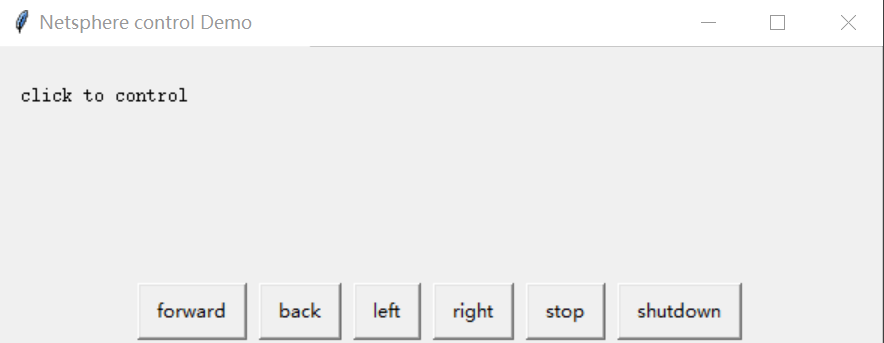 Netsphere control Demo
click to control
forward back left right stop shutdown